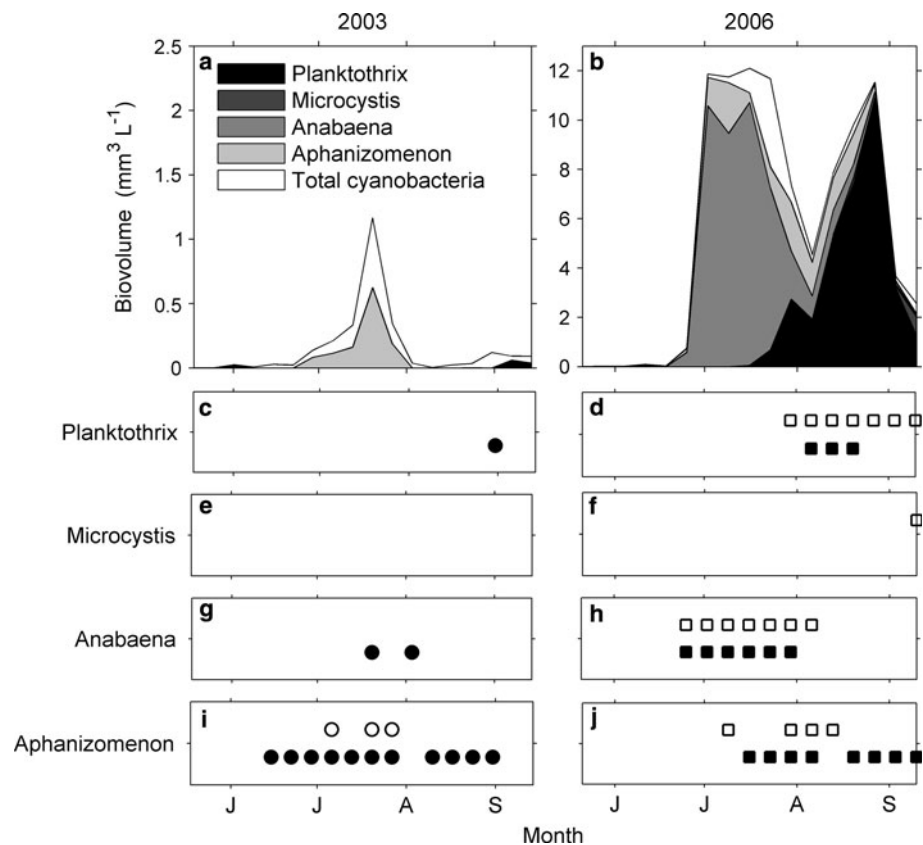 2003
2006
a
Planktothrix
Microcystis
Anabaena
Aphanizomenon
Total cyanobacteria
b
Biovolume (mm³ L⁻¹)
2.5
2
1.5
1
0.5
0
12
10
8
6
4
2
0
Planktothrix
c
d
Microcystis
e
f
Anabaena
g
h
Aphanizomenon
i
j
J J A S
J J A S
Month